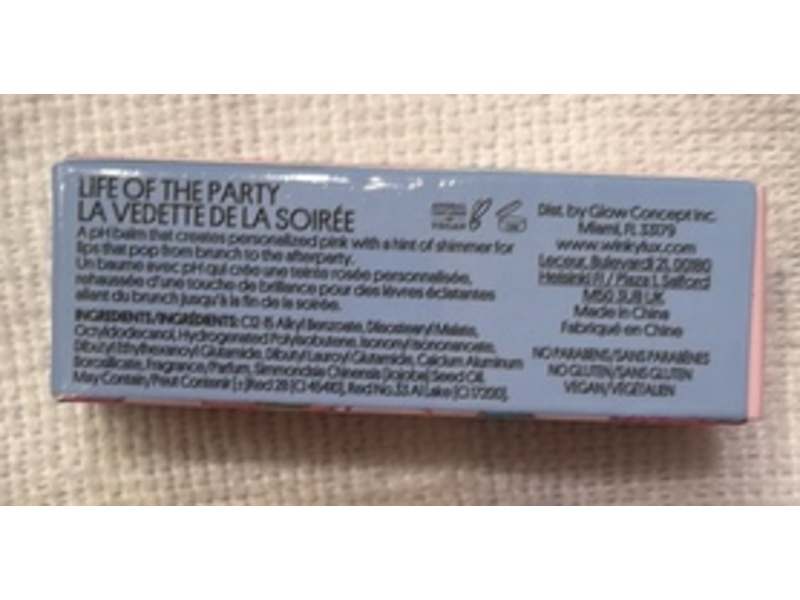 LIFE OF THE PARTY
LA VEDETTE DE LA SOIRÉE
A pH balm that creates personalized pink with a hint of shimmer for
lips that pop from brunch to the afterparty.
Un baume avec pH qui crée une teinte rosée personnalisée,
rehaussée d'une touche de brillance pour des lèvres éclatantes
allant du brunch jusqu'à la fin de la soirée.
INGREDIENTS/INGRÉDIENTS: C12-15 Alkyl Benzoate, Diisostearyl Malate,
Octyldodecanol, Hydrogenated Polyisobutene, Isononyl Isononanoate,
Dibutyl Ethylhexanoyl Glutamide, Dibutyl Lauroyl Glutamide, Calcium Aluminum
Borosilicate, Fragrance/Parfum, Simmondsia Chinensis [Jojoba] Seed Oil.
May Contain/Peut Contenir [±]Red 28 [CI 45410], Red No.33 Al Lake [CI 17200].
Dist. by Glow Concept Inc.
Miami, FL 33179
www.winkylux.com
Leceur, Bulevardi 21, 00180
Helsinki FI / Plaza 1, Salford
M50 3UB UK
Made in China
Fabriqué en Chine
NO PARABENS/SANS PARABÈNES
NO GLUTEN/SANS GLUTEN
VEGAN/VEGÉTALIEN